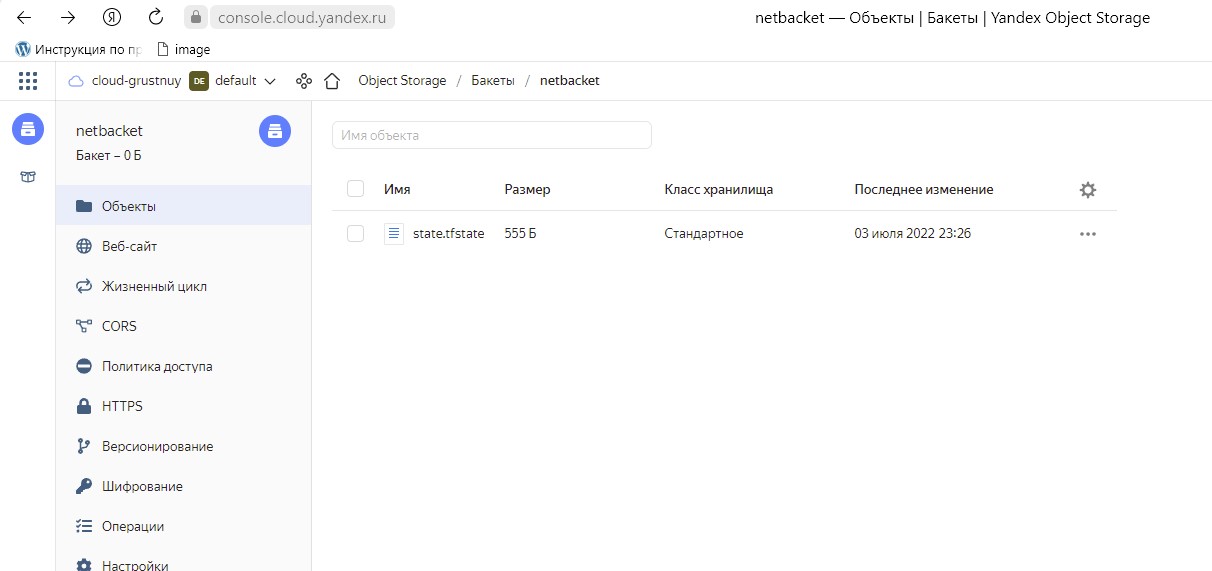 Я console.cloud.yandex.ru netbacket — Объекты | Бакеты | Yandex Object Storage
Инструкция по image
cloud-grustnuy DE default Object Storage / Бакеты / netbacket
netbacket
Бакет – 0 Б
Объекты
Веб-сайт
Жизненный цикл
CORS
Политика доступа
HTTPS
Версионирование
Шифрование
Операции
Настройки
Имя объекта
Имя Размер Класс хранилища Последнее изменение
state.tfstate 555 Б Стандартное 03 июля 2022 23:26